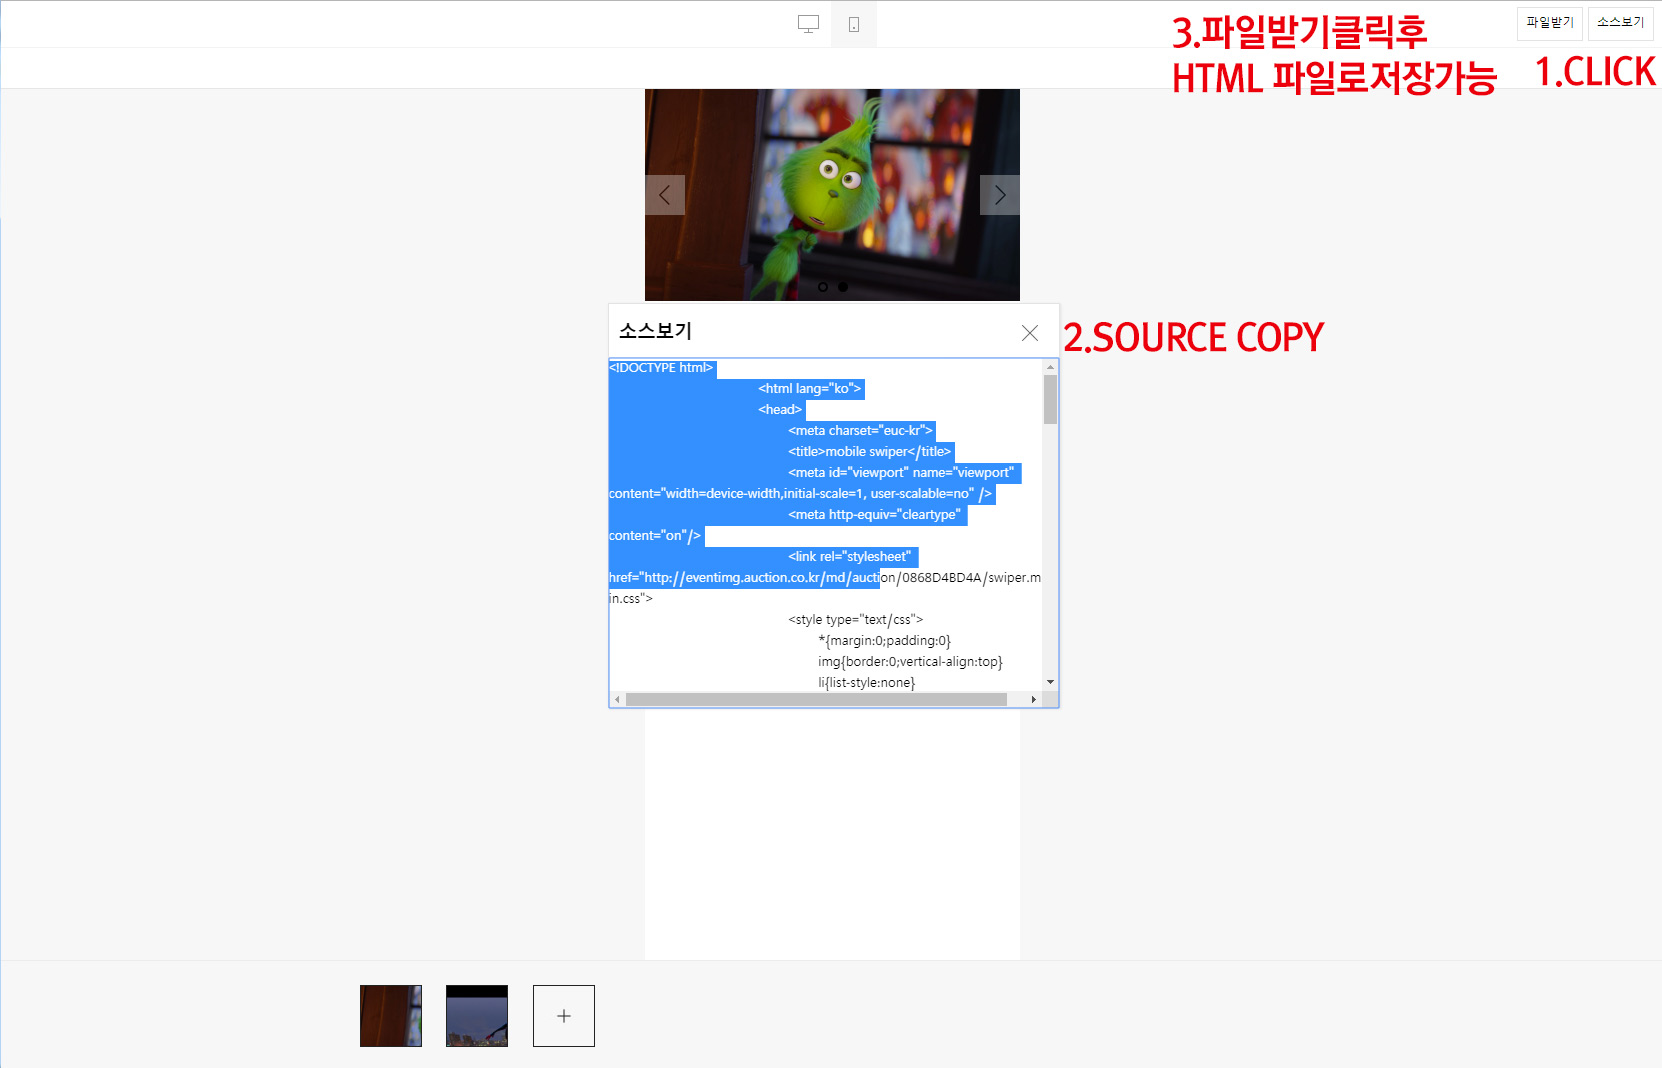 3.파일받기클릭후
HTML 파일로저장가능
파일받기
소스보기
1.CLICK
소스보기
2.SOURCE COPY
<!DOCTYPE html>
<html lang="ko">
<head>
<meta charset="euc-kr">
<title>mobile swiper</title>
<meta id="viewport" name="viewport"
content="width=device-width,initial-scale=1, user-scalable=no" />
<meta http-equiv="cleartype"
content="on"/>
<link rel="stylesheet"
href="http://eventimg.auction.co.kr/md/auction/0868D4BD4A/swiper.m
in.css">
<style type="text/css">
*{margin:0;padding:0}
img{border:0;vertical-align:top}
li{list-style:none}